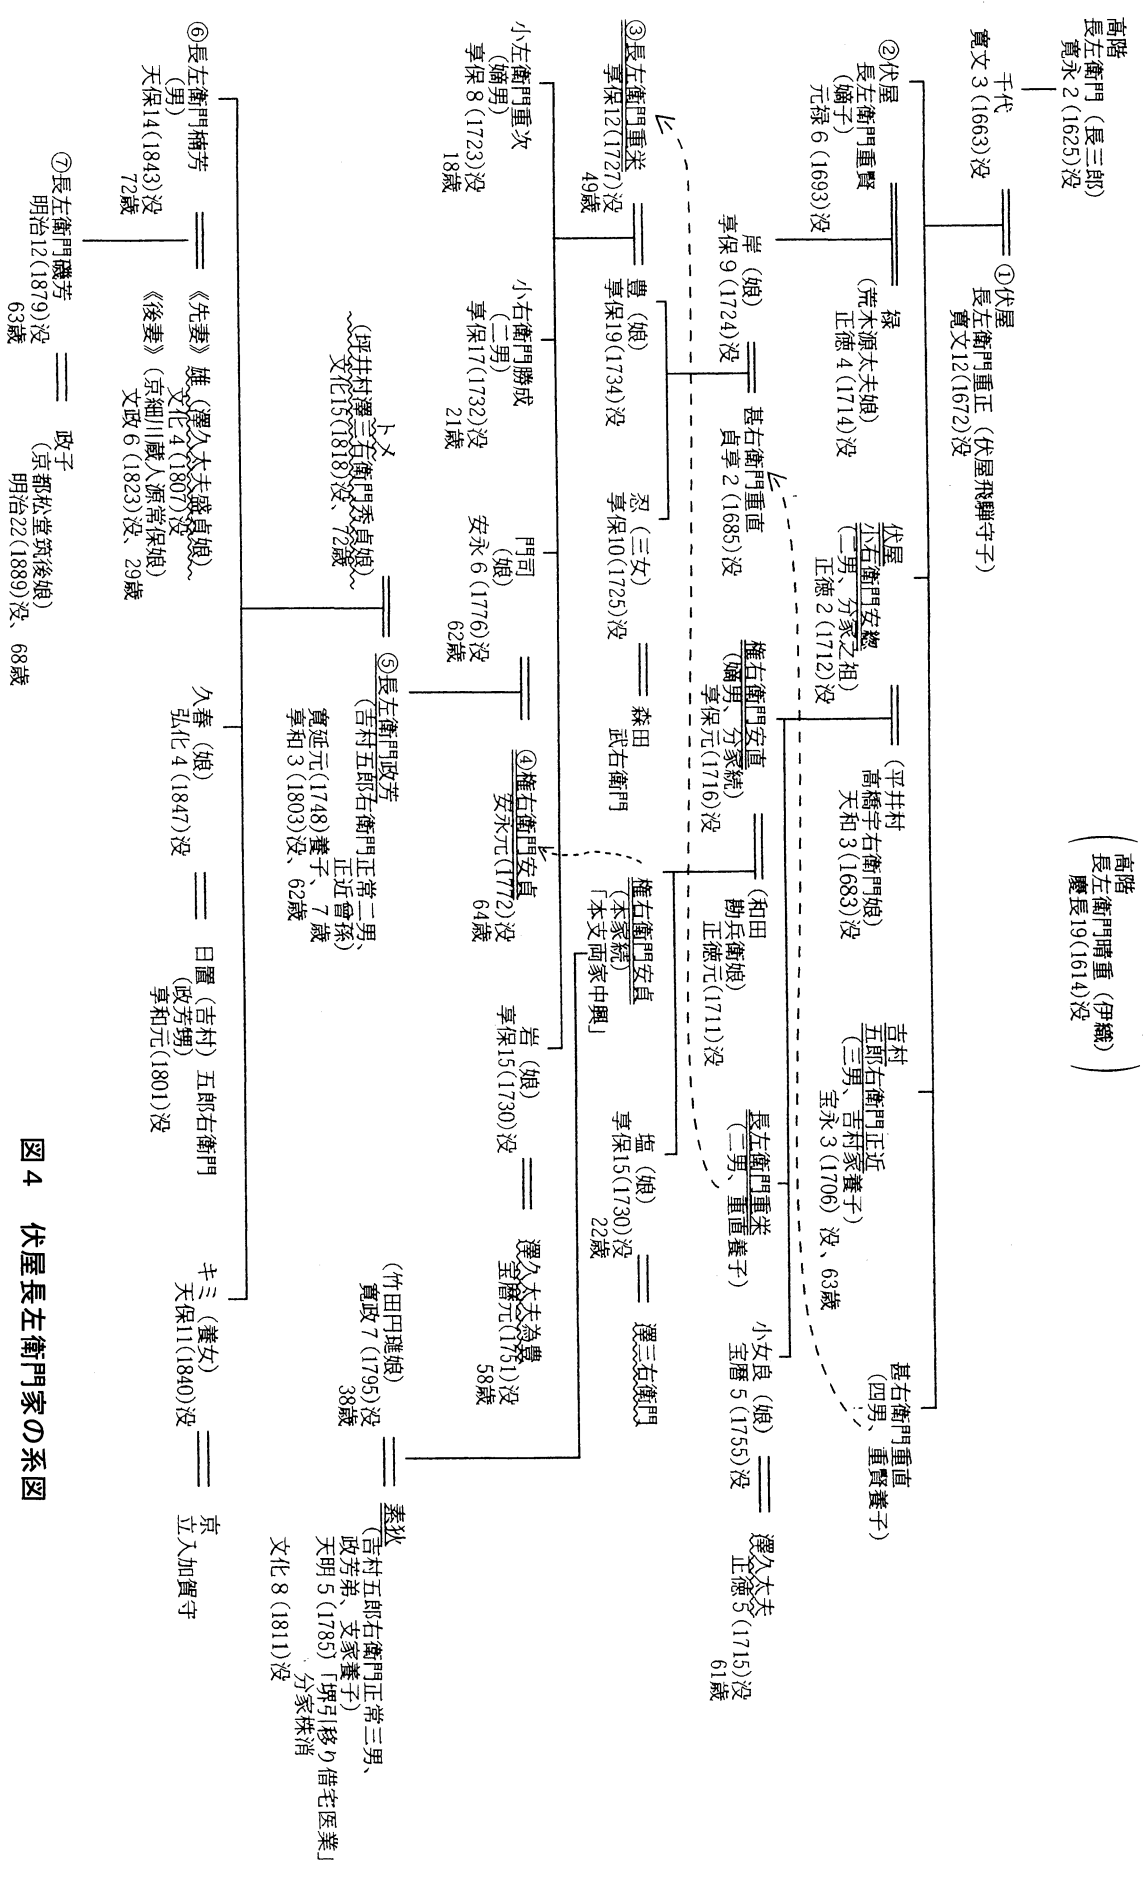 高階
長左衛門晴重（伊織）
慶長19(1614)没
高階
長左衛門（長三郎）
寛永2(1625)没
千代
寛文3(1663)没
①伏屋
長左衛門重正（伏屋飛騨守子）
寛文12(1672)没
②伏屋
長左衛門重賢
（嫡子）
元禄6(1693)没
禄
（荒木源太夫娘）
正徳4(1714)没
伏屋
小右衛門安惣
（二男、分家之祖）
正徳2(1712)没
（平井村
高橋宇右衛門娘）
天和3(1683)没
吉村
五郎右衛門正近
（三男、吉村家養子）
宝永3(1706)没、63歳
甚右衛門重直
（四男、重賢養子）
岸（娘）
享保9(1724)没
甚右衛門重直
貞享2(1685)没
権右衛門安直
（嫡男、分家続）
享保元(1716)没
（和田
勘兵衛娘）
正徳元(1711)没
長左衛門重栄
（二男、重直養子）
小女良（娘）
宝暦5(1755)没
澤久太夫
正徳5(1715)没
61歳
③長左衛門重栄
享保12(1727)没
49歳
豊（娘）
享保19(1734)没
忍（三女）
享保10(1725)没
森田
武右衛門
権右衛門安貞
（本家続）
「本支両家中興」
塩（娘）
享保15(1730)没
22歳
澤三右衛門
小左衛門重次
（嫡男）
享保8(1723)没
18歳
小右衛門勝成
（二男）
享保17(1732)没
21歳
門司
（娘）
安永6(1776)没
62歳
④権右衛門安貞
安永元(1772)没
64歳
岩（娘）
享保15(1730)没
澤久太夫為豊
宝暦元(1751)没
58歳
トメ
（坪井村澤三右衛門秀貞娘）
文化15(1818)没、72歳
⑤長左衛門政芳
（吉村五郎右衛門正常二男、
正近曾孫）
寛延元(1748)養子、7歳
享和3(1803)没、62歳
（竹田円璡娘）
寛政7(1795)没
38歳
素狄
（吉村五郎右衛門正常三男、
政芳弟、支家養子）
天明5(1785)「堺引移り借宅医業」
分家株消
文化8(1811)没
⑥長左衛門楠芳
（男）
天保14(1843)没
72歳
《先妻》雄（澤久太夫盛貞娘）
文化4(1807)没
《後妻》（京細川蔵人源常保娘）
文政6(1823)没、29歳
久春（娘）
弘化4(1847)没
日置（吉村）五郎右衛門
（政芳甥）
享和元(1801)没
キミ（養女）
天保11(1840)没
京
立入加賀守
⑦長左衛門磯芳
明治12(1879)没
63歳
政子
（京都松堂筑後娘）
明治22(1889)没、68歳
図4　伏屋長左衛門家の系図